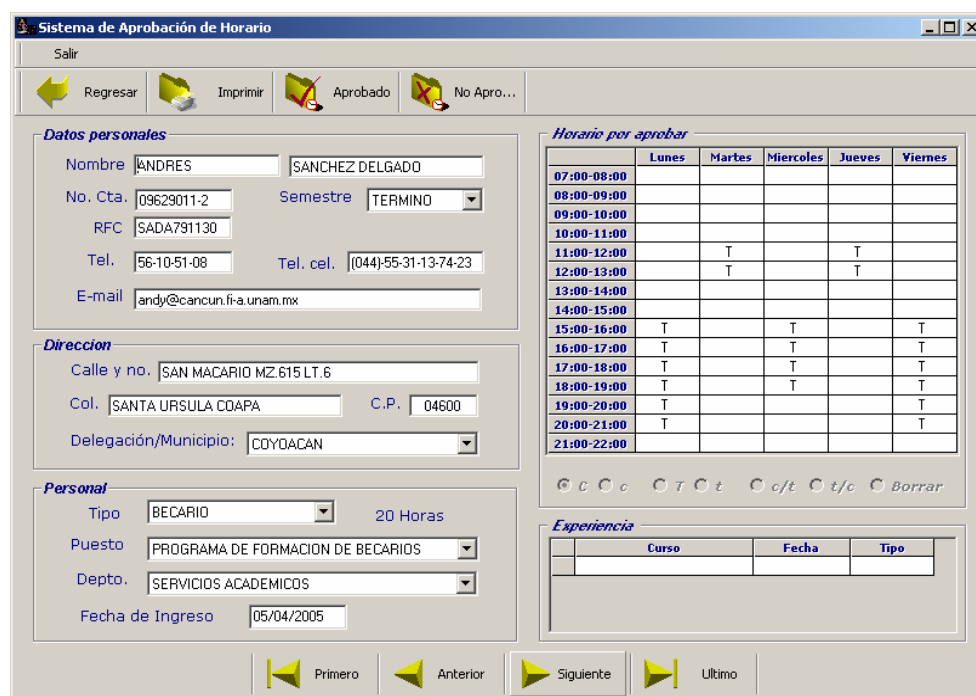 Sistema de Aprobación de Horario
Salir
Regresar Imprimir Aprobado No Apro...
Datos personales
Nombre ANDRES SANCHEZ DELGADO
No. Cta. 09629011-2 Semestre TERMINO
RFC SADA791130
Tel. 56-10-51-08 Tel. cel. (044)-55-31-13-74-23
E-mail andy@cancun.fi-a.unam.mx
Direccion
Calle y no. SAN MACARIO MZ.615 LT.6
Col. SANTA URSULA COAPA C.P. 04600
Delegación/Municipio: COYOACAN
Personal
Tipo BECARIO 20 Horas
Puesto PROGRAMA DE FORMACION DE BECARIOS
Depto. SERVICIOS ACADEMICOS
Fecha de Ingreso 05/04/2005
Horario por aprobar
Lunes Martes Miercoles Jueves Viernes
07:00-08:00
08:00-09:00
09:00-10:00
10:00-11:00
11:00-12:00 T T
12:00-13:00 T T
13:00-14:00
14:00-15:00
15:00-16:00 T T T
16:00-17:00 T T T
17:00-18:00 T T T
18:00-19:00 T T T
19:00-20:00 T T
20:00-21:00 T T
21:00-22:00
C c T t c/t t/c Borrar
Experiencia
Curso Fecha Tipo
Primero Anterior Siguiente Ultimo